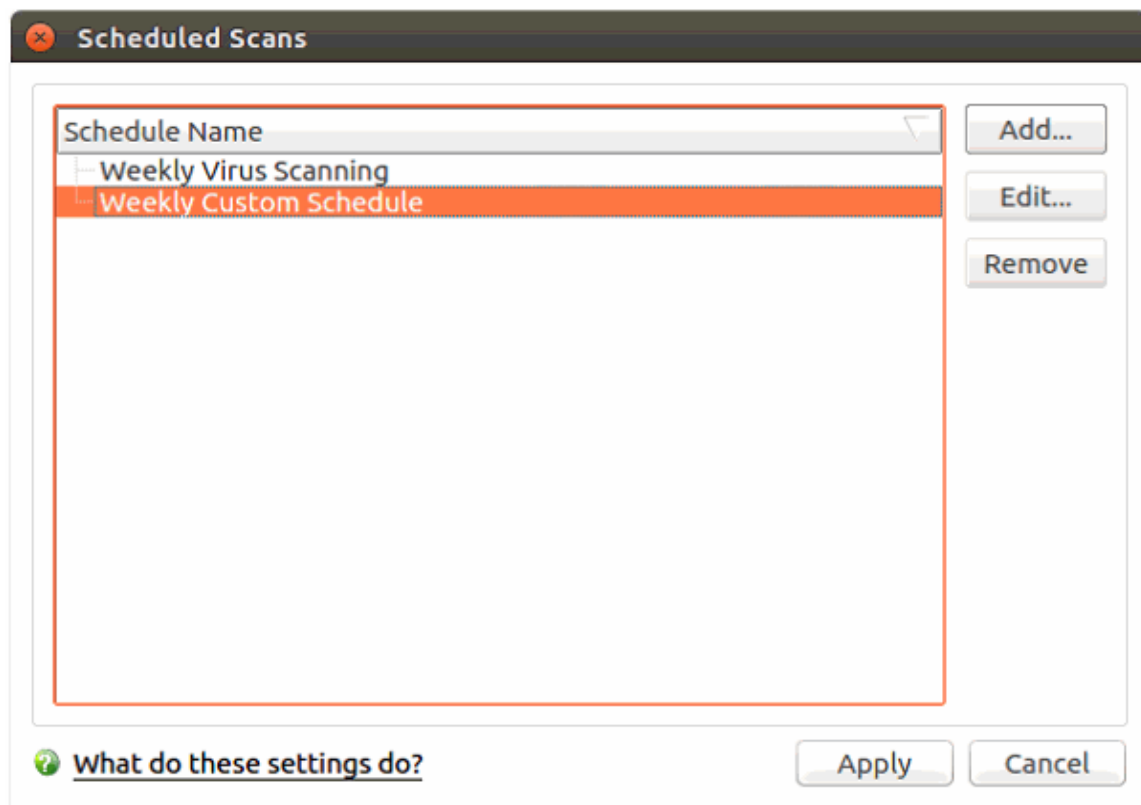 Scheduled Scans
Schedule Name
Weekly Virus Scanning
Weekly Custom Schedule
Add...
Edit...
Remove
What do these settings do?
Apply
Cancel